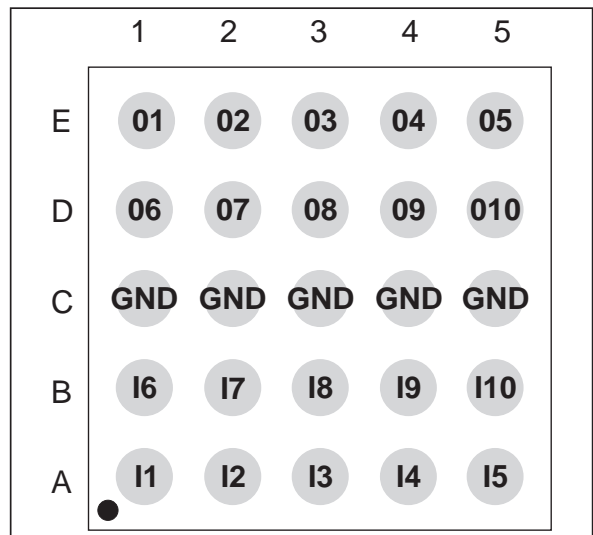 1 2 3 4 5
E 01 02 03 04 05
D 06 07 08 09 010
C GND GND GND GND GND
B I6 I7 I8 I9 I10
A I1 I2 I3 I4 I5